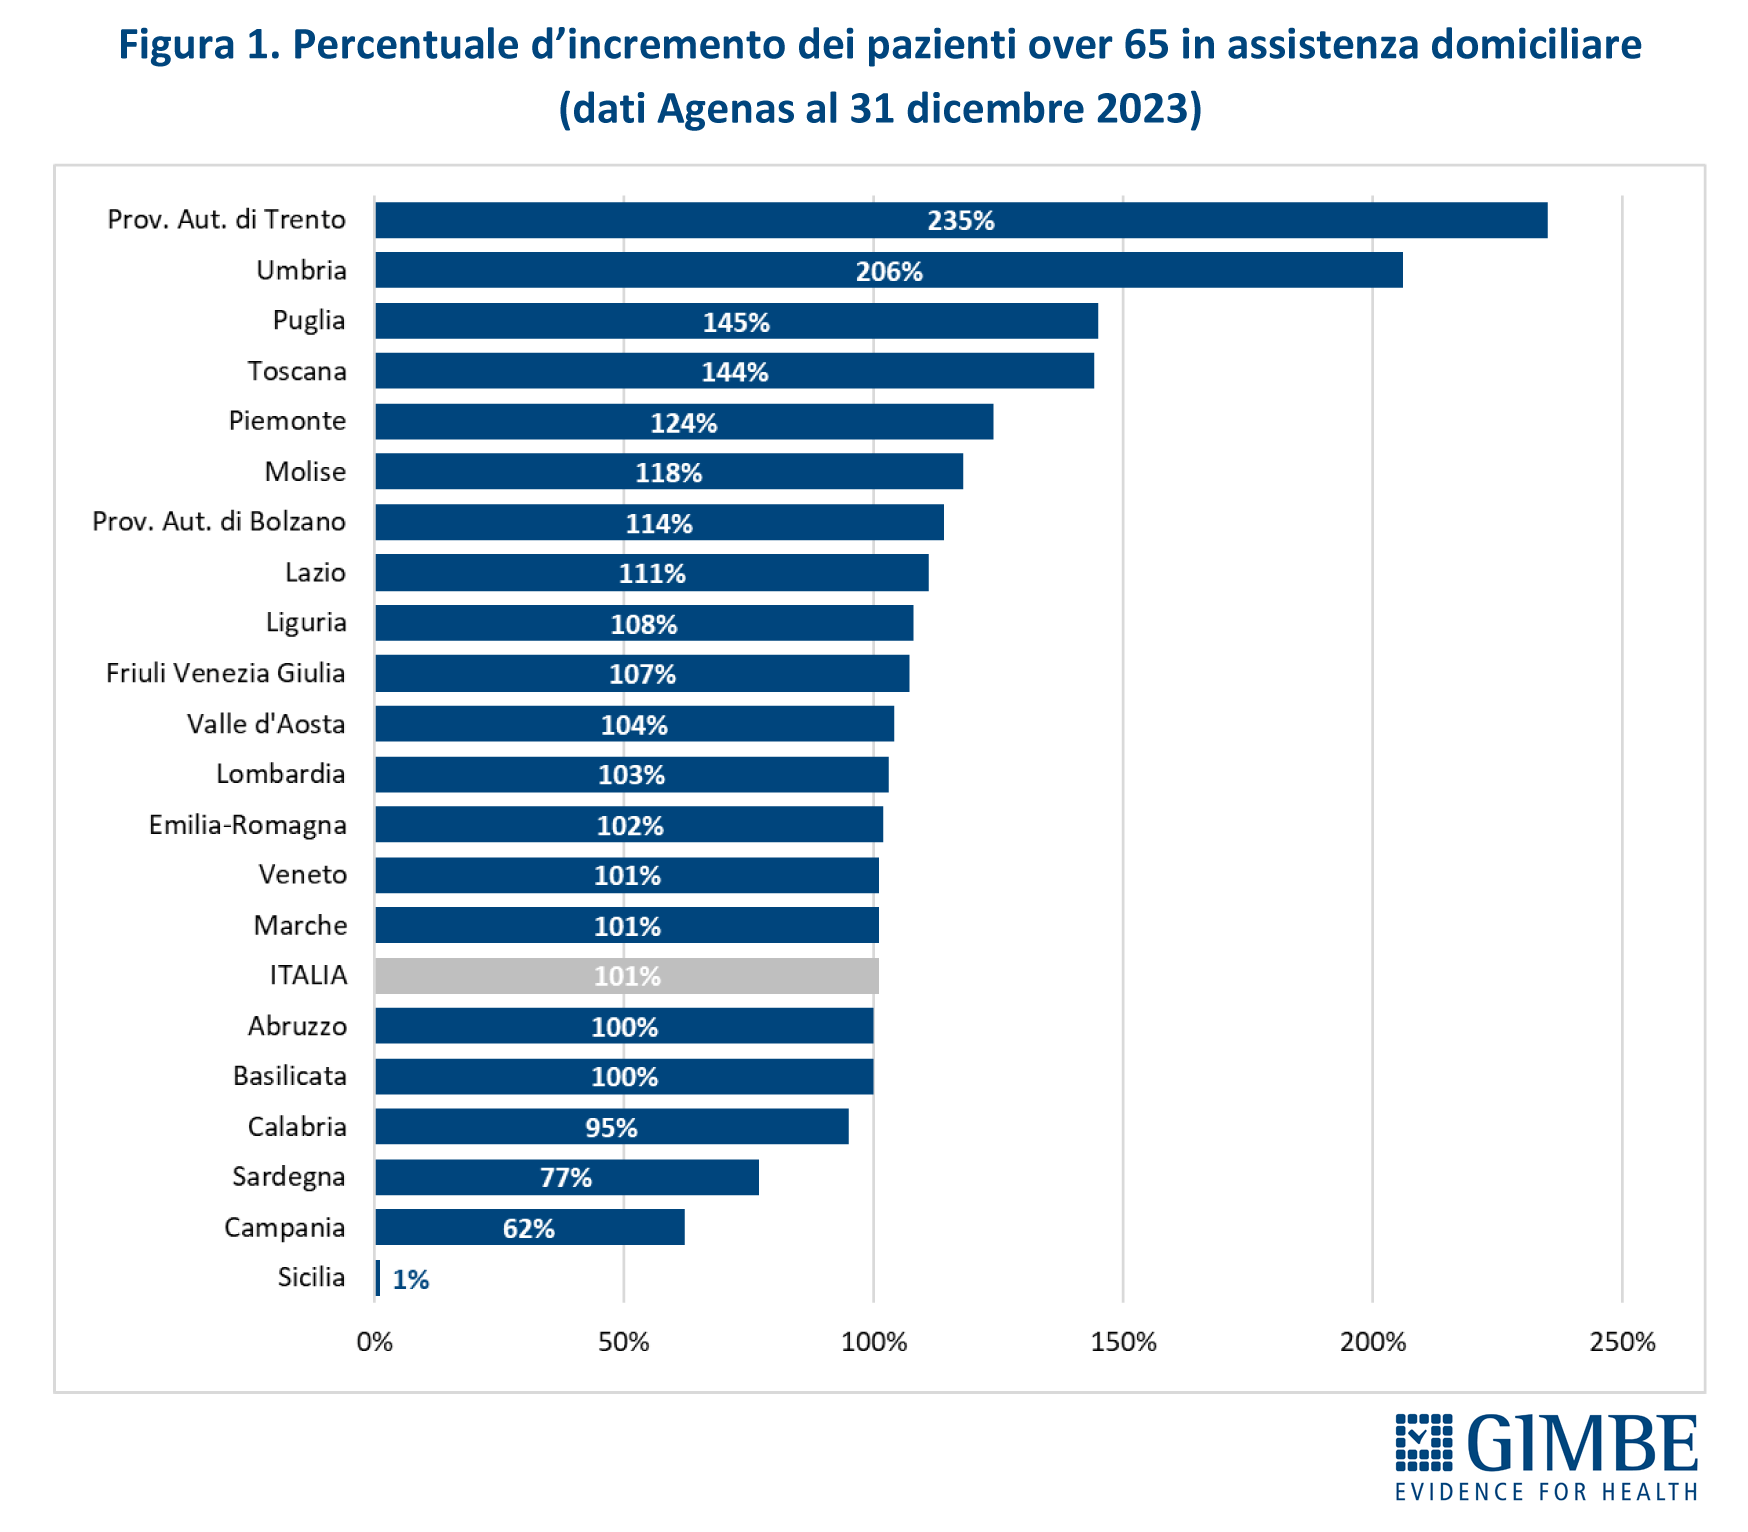 Figura 1. Percentuale d’incremento dei pazienti over 65 in assistenza domiciliare
(dati Agenas al 31 dicembre 2023)
Prov. Aut. di Trento 235%
Umbria 206%
Puglia 145%
Toscana 144%
Piemonte 124%
Molise 118%
Prov. Aut. di Bolzano 114%
Lazio 111%
Liguria 108%
Friuli Venezia Giulia 107%
Valle d'Aosta 104%
Lombardia 103%
Emilia-Romagna 102%
Veneto 101%
Marche 101%
ITALIA 101%
Abruzzo 100%
Basilicata 100%
Calabria 95%
Sardegna 77%
Campania 62%
Sicilia 1%
0% 50% 100% 150% 200% 250%
GIMBE
EVIDENCE FOR HEALTH